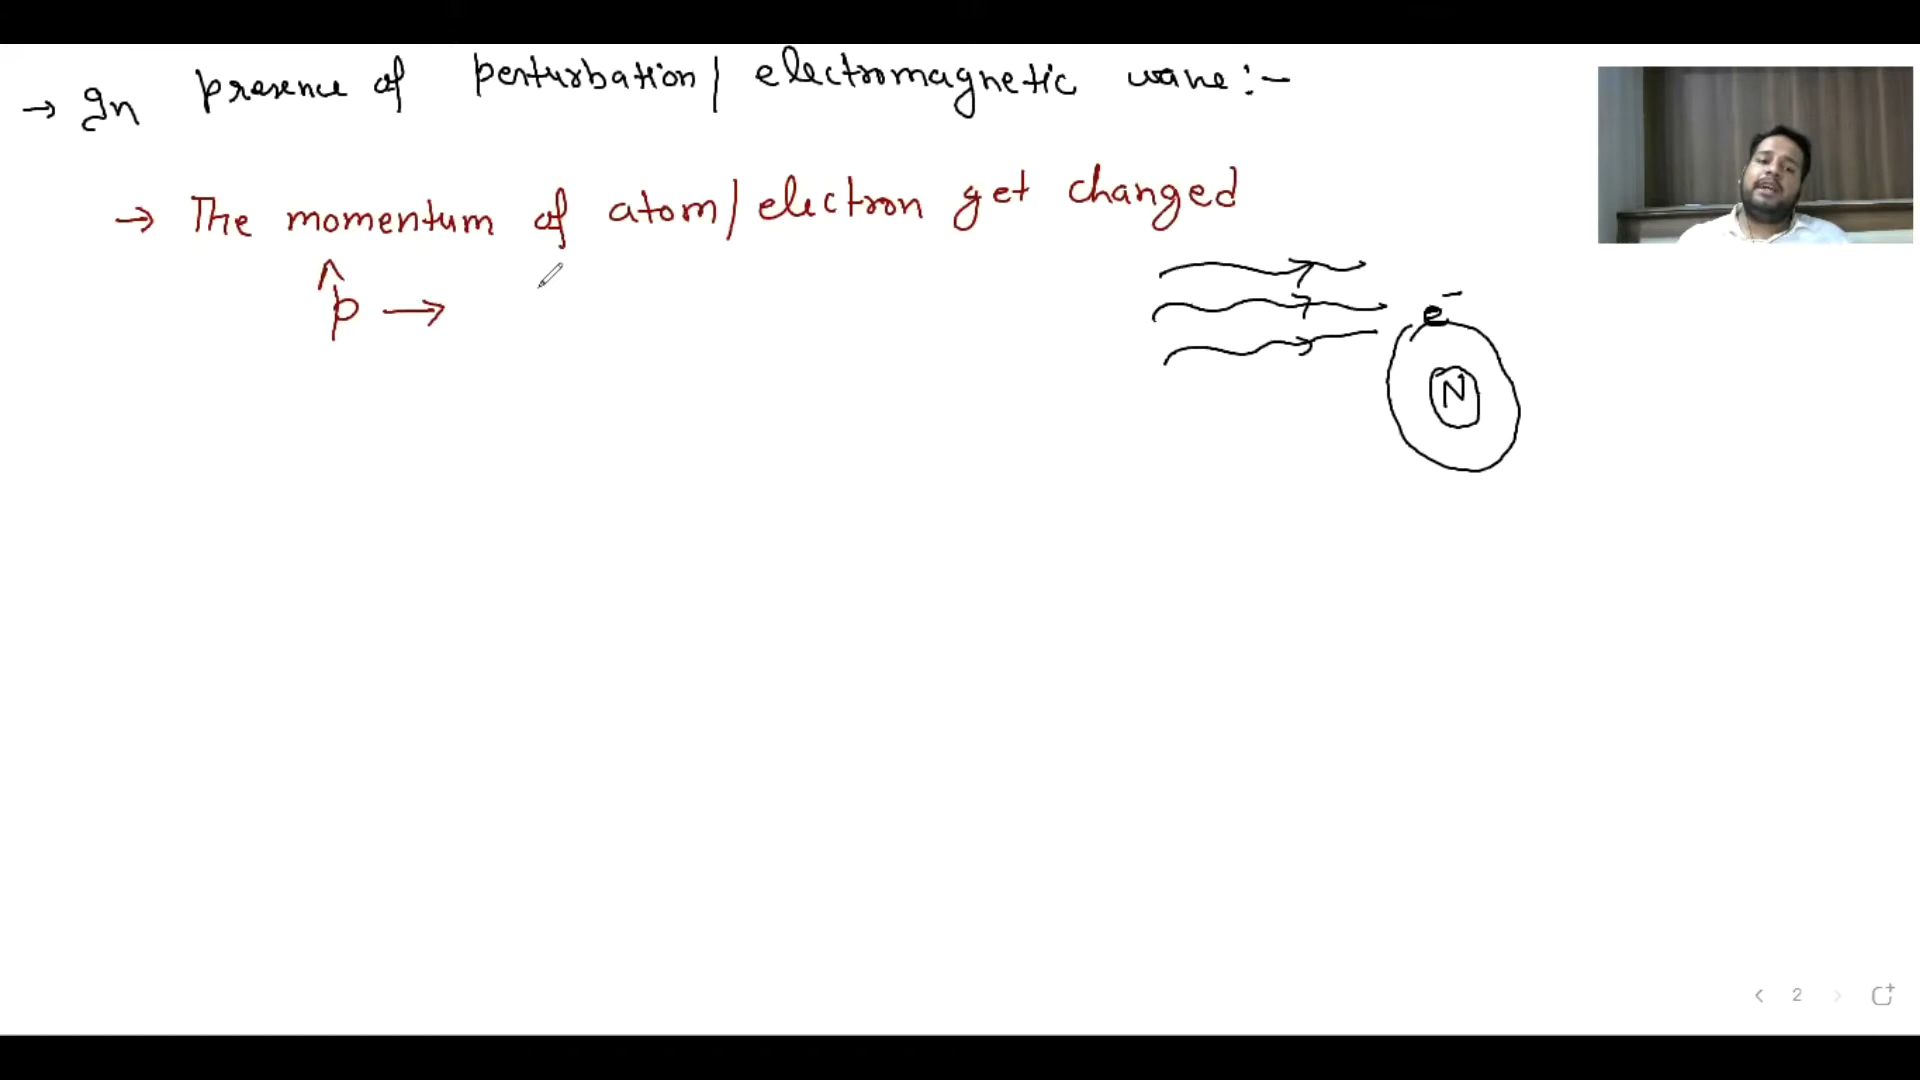 → In presence of perturbation/ electromagnetic wave:-
→ The momentum of atom/electron get changed
p̂ →
e⁻
N
2